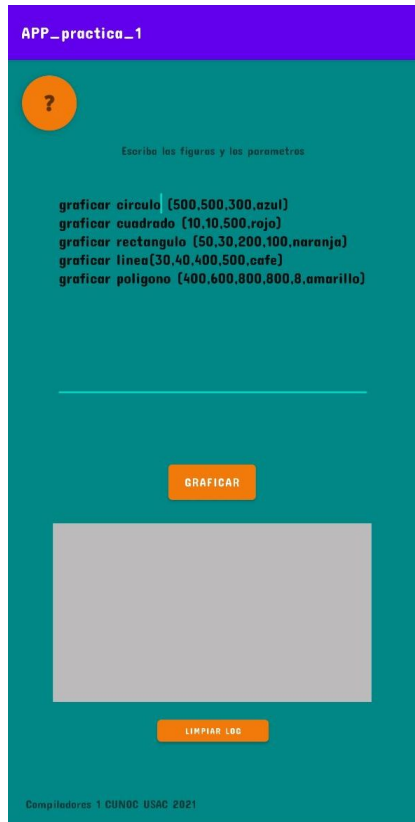 APP_practica_1
?
Escriba las figuras y los parametros
graficar circulo (500,500,300,azul)
graficar cuadrado (10,10,500,rojo)
graficar rectangulo (50,30,200,100,naranja)
graficar linea(30,40,400,500,cafe)
graficar poligono (400,600,800,800,8,amarillo)
GRAFICAR
LIMPIAR LOG
Compiladores 1 CUNOC USAC 2021